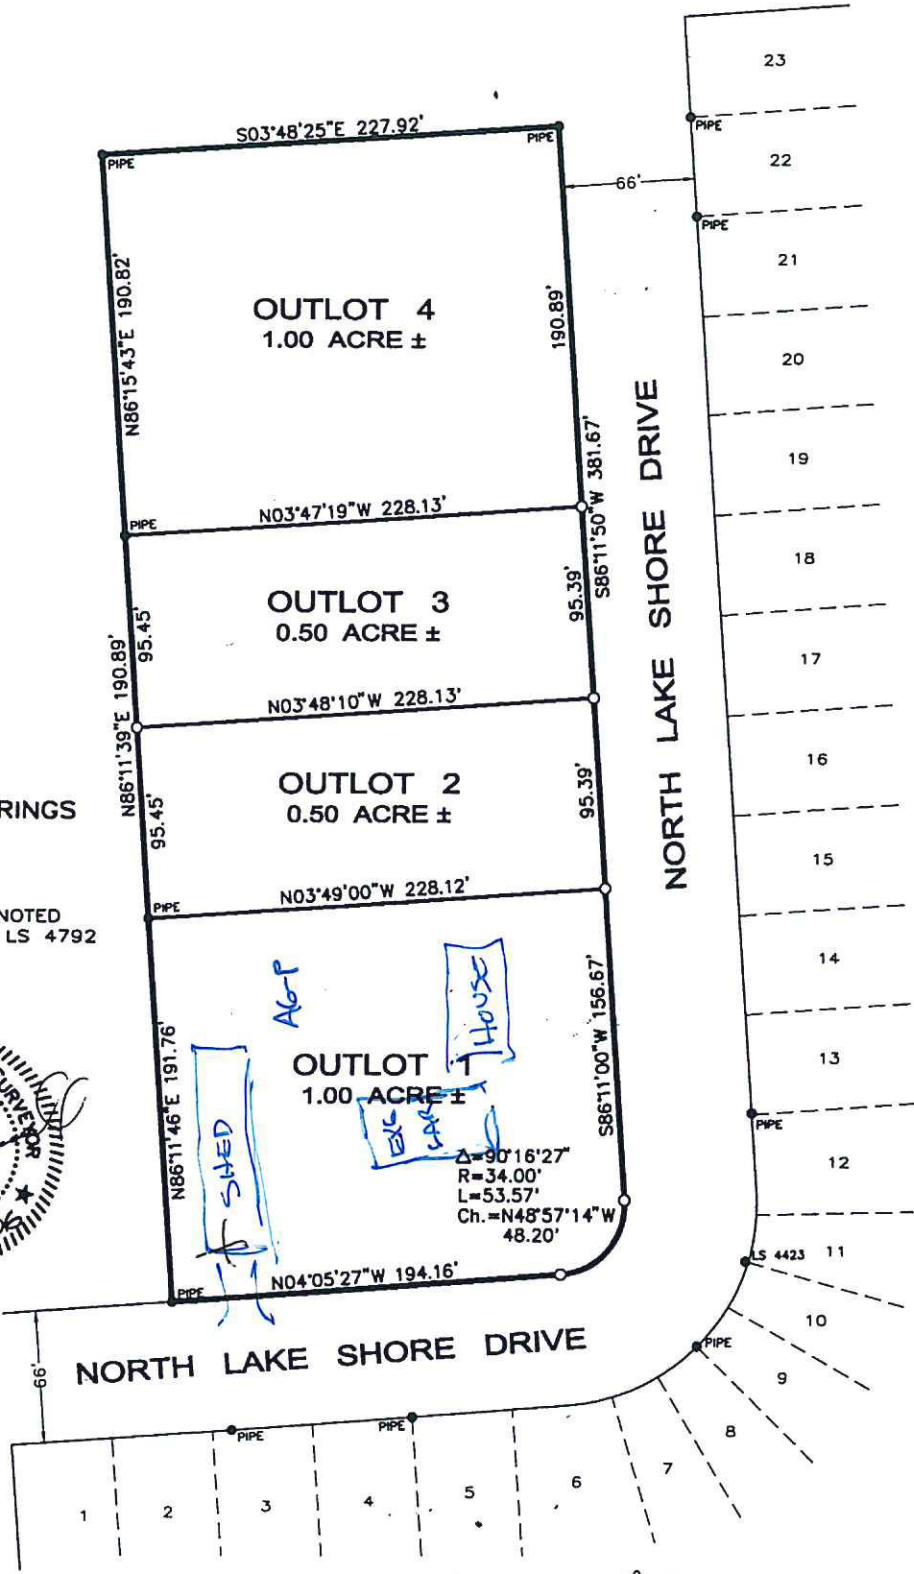 23
S03°48'25"E 227.92'
PIPE
PIPE
PIPE
66'
22
PIPE
21
N86°15'43"E 190.82'
OUTLOT 4
1.00 ACRE ±
190.89'
20
19
S86°11'50"W 381.67'
NORTH LAKE SHORE DRIVE
PIPE
N03°47'19"W 228.13'
18
OUTLOT 3
0.50 ACRE ±
95.39'
95.45'
N86°11'39"E 190.89'
17
N03°48'10"W 228.13'
16
OUTLOT 2
0.50 ACRE ±
95.39'
95.45'
RINGS
15
PIPE
N03°49'00"W 228.12'
NOTED
LS 4792
14
AG-P
HOUSE
S86°11'00"W 156.67'
N86°11'46"E 191.76'
OUTLOT 1
1.00 ACRE ±
13
URVEYOR
SHED
EXG
GAR
PIPE
Δ=90°16'27"
R=34.00'
L=53.57'
Ch.=N48°57'14"W
48.20'
12
LS 4423
11
PIPE
N04°05'27"W 194.16'
10
66'
NORTH LAKE SHORE DRIVE
PIPE
9
8
7
6
PIPE
PIPE
5
4
3
2
1